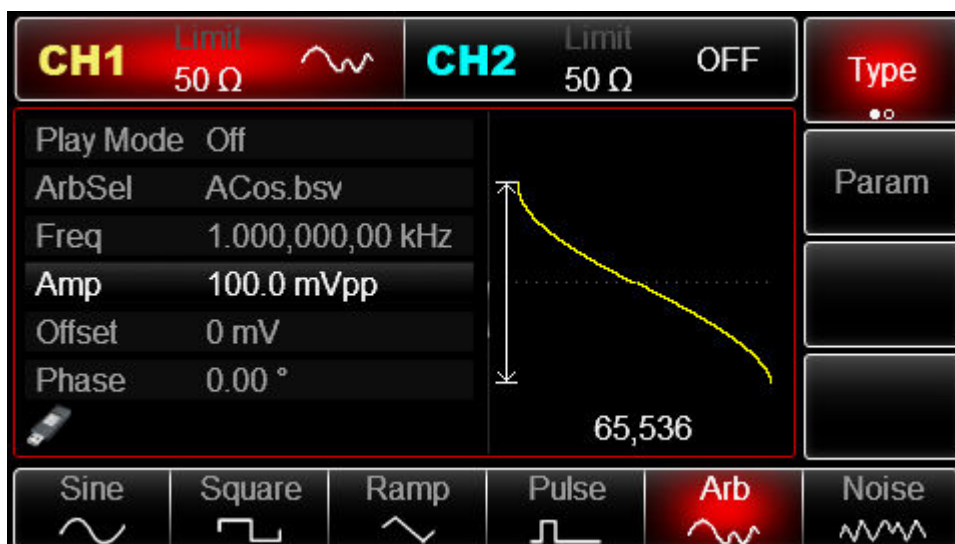 CH1 Limit 50 Ω
CH2 Limit 50 Ω OFF
Type
Play Mode Off
ArbSel ACos.bsv
Freq 1.000,000,00 kHz
Amp 100.0 mVpp
Offset 0 mV
Phase 0.00 °
65,536
Param
Sine Square Ramp Pulse Arb Noise